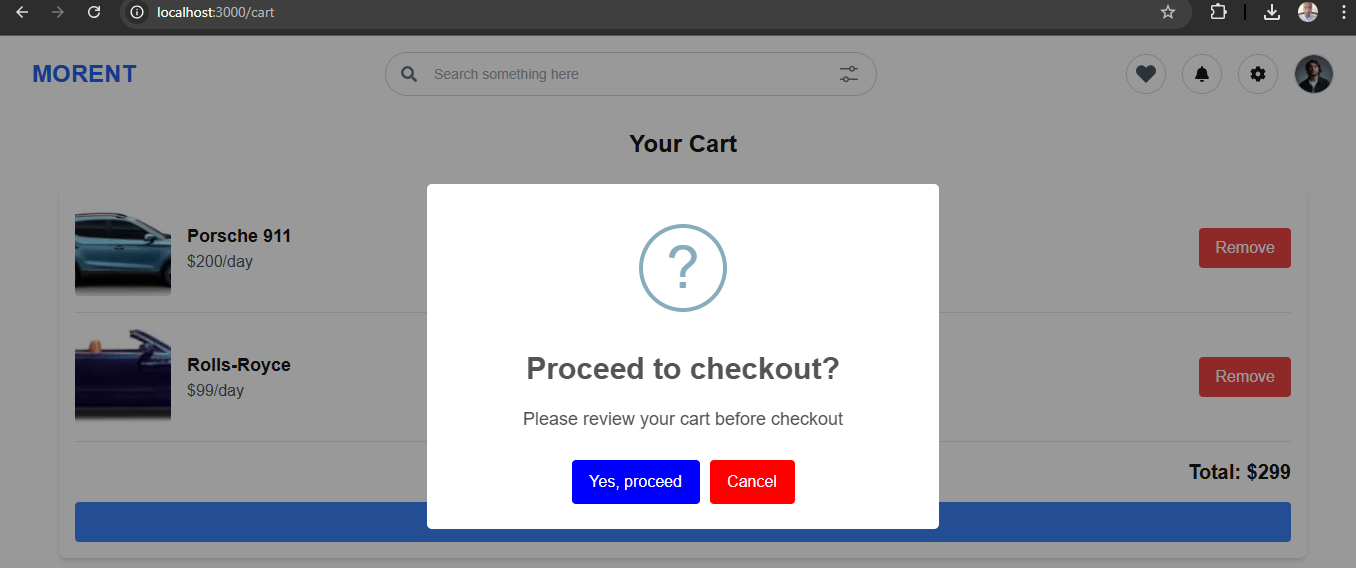 localhost:3000/cart
MORENT
Search something here
Your Cart
Porsche 911
$200/day
Remove
?
Proceed to checkout?
Please review your cart before checkout
Yes, proceed
Cancel
Rolls-Royce
$99/day
Remove
Total: $299